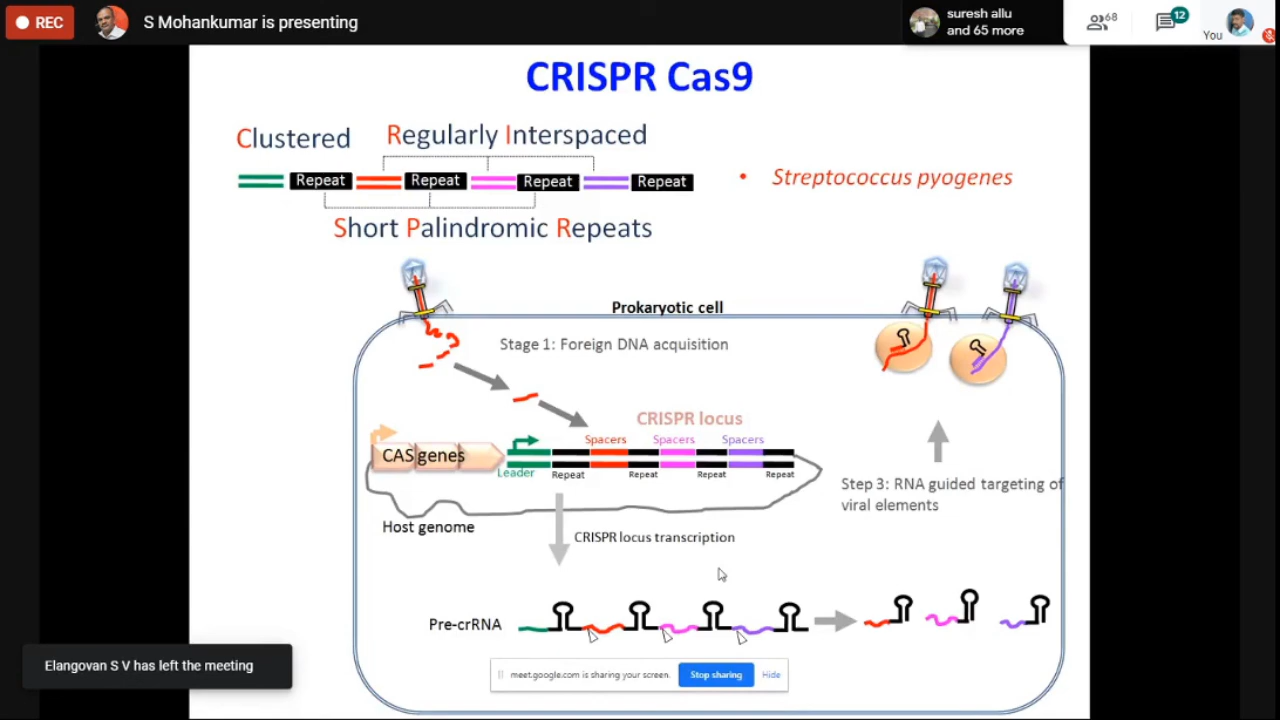 REC
S Mohankumar is presenting
suresh allu
and 65 more
68
12
You
CRISPR Cas9
Clustered
Regularly Interspaced
Repeat Repeat Repeat Repeat
• Streptococcus pyogenes
Short Palindromic Repeats
Prokaryotic cell
Stage 1: Foreign DNA acquisition
CRISPR locus
Spacers Spacers Spacers
CAS genes
Leader
Repeat Repeat Repeat Repeat
Step 3: RNA guided targeting of
viral elements
Host genome
CRISPR locus transcription
Pre-crRNA
Elangovan S V has left the meeting
meet.google.com is sharing your screen.
Stop sharing
Hide